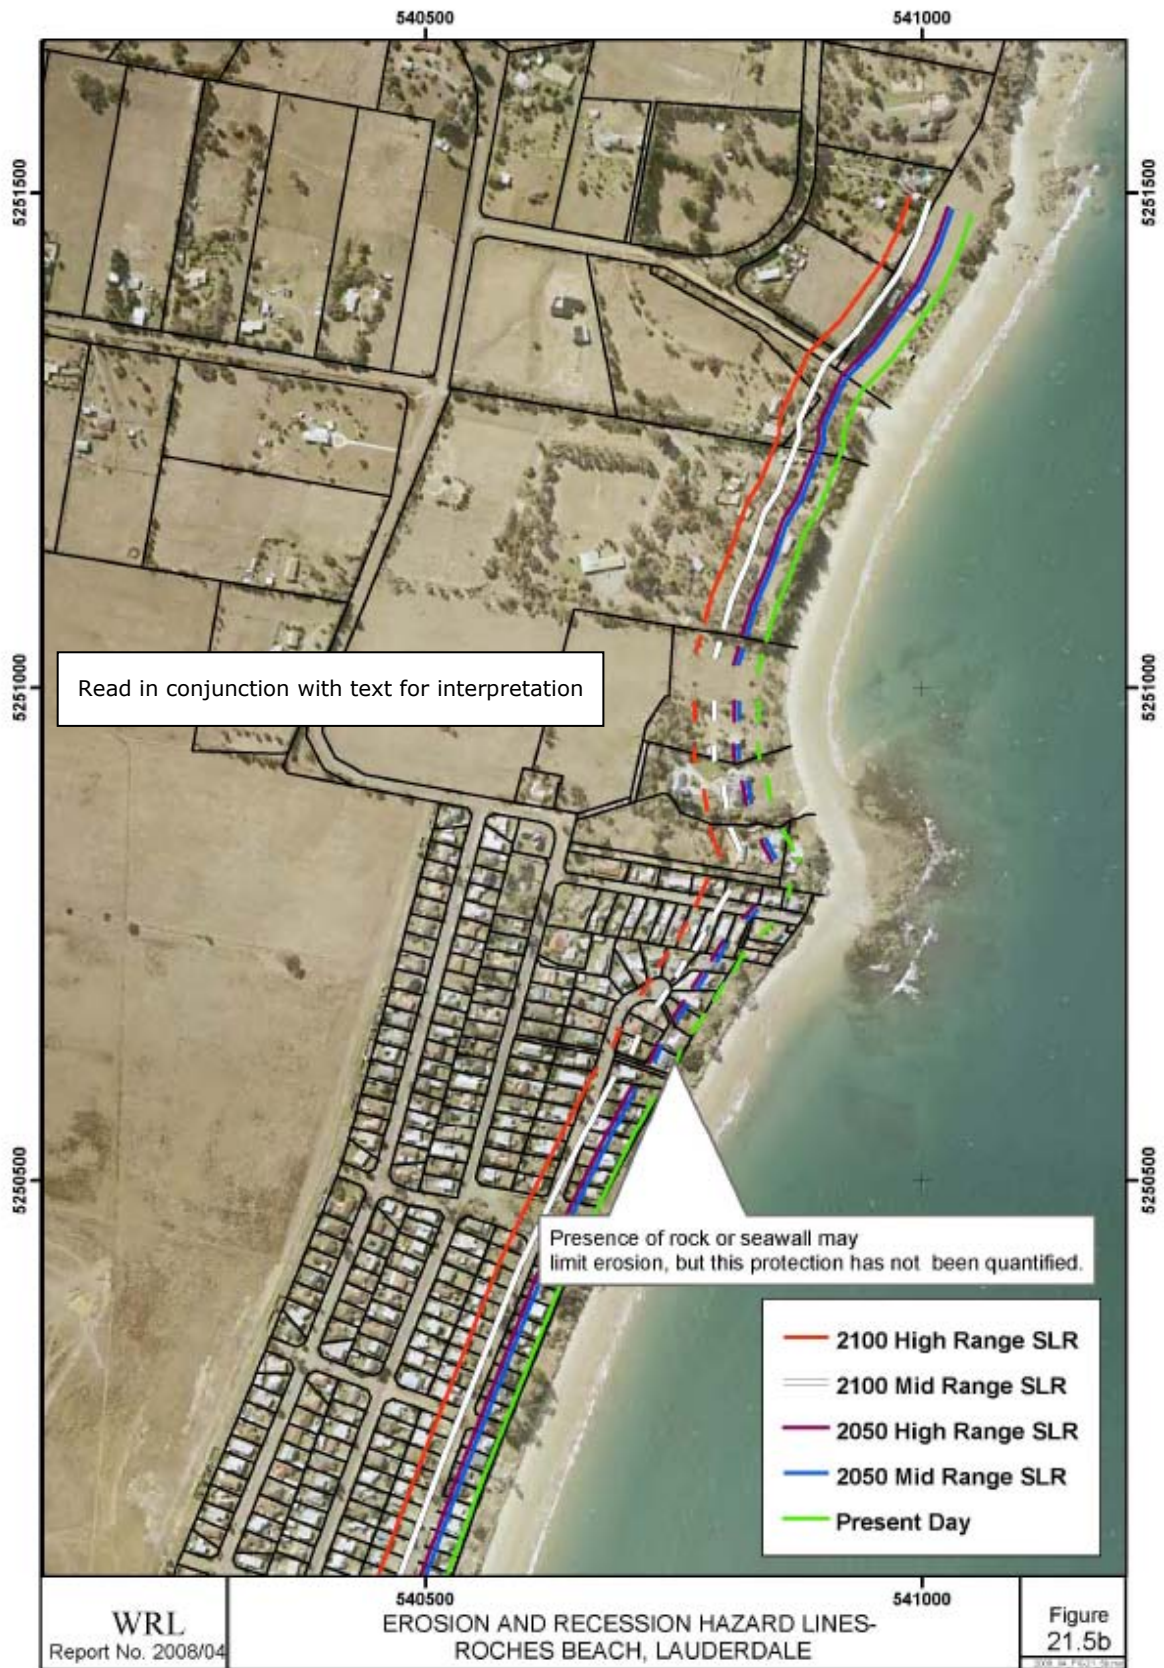 540500
541000
5251500
5251500
5251000
5251000
Read in conjunction with text for interpretation
5250500
5250500
Presence of rock or seawall may
limit erosion, but this protection has not been quantified.
2100 High Range SLR
2100 Mid Range SLR
2050 High Range SLR
2050 Mid Range SLR
Present Day
540500
541000
WRL
Report No. 2008/04
EROSION AND RECESSION HAZARD LINES-
ROCHES BEACH, LAUDERDALE
Figure
21.5b